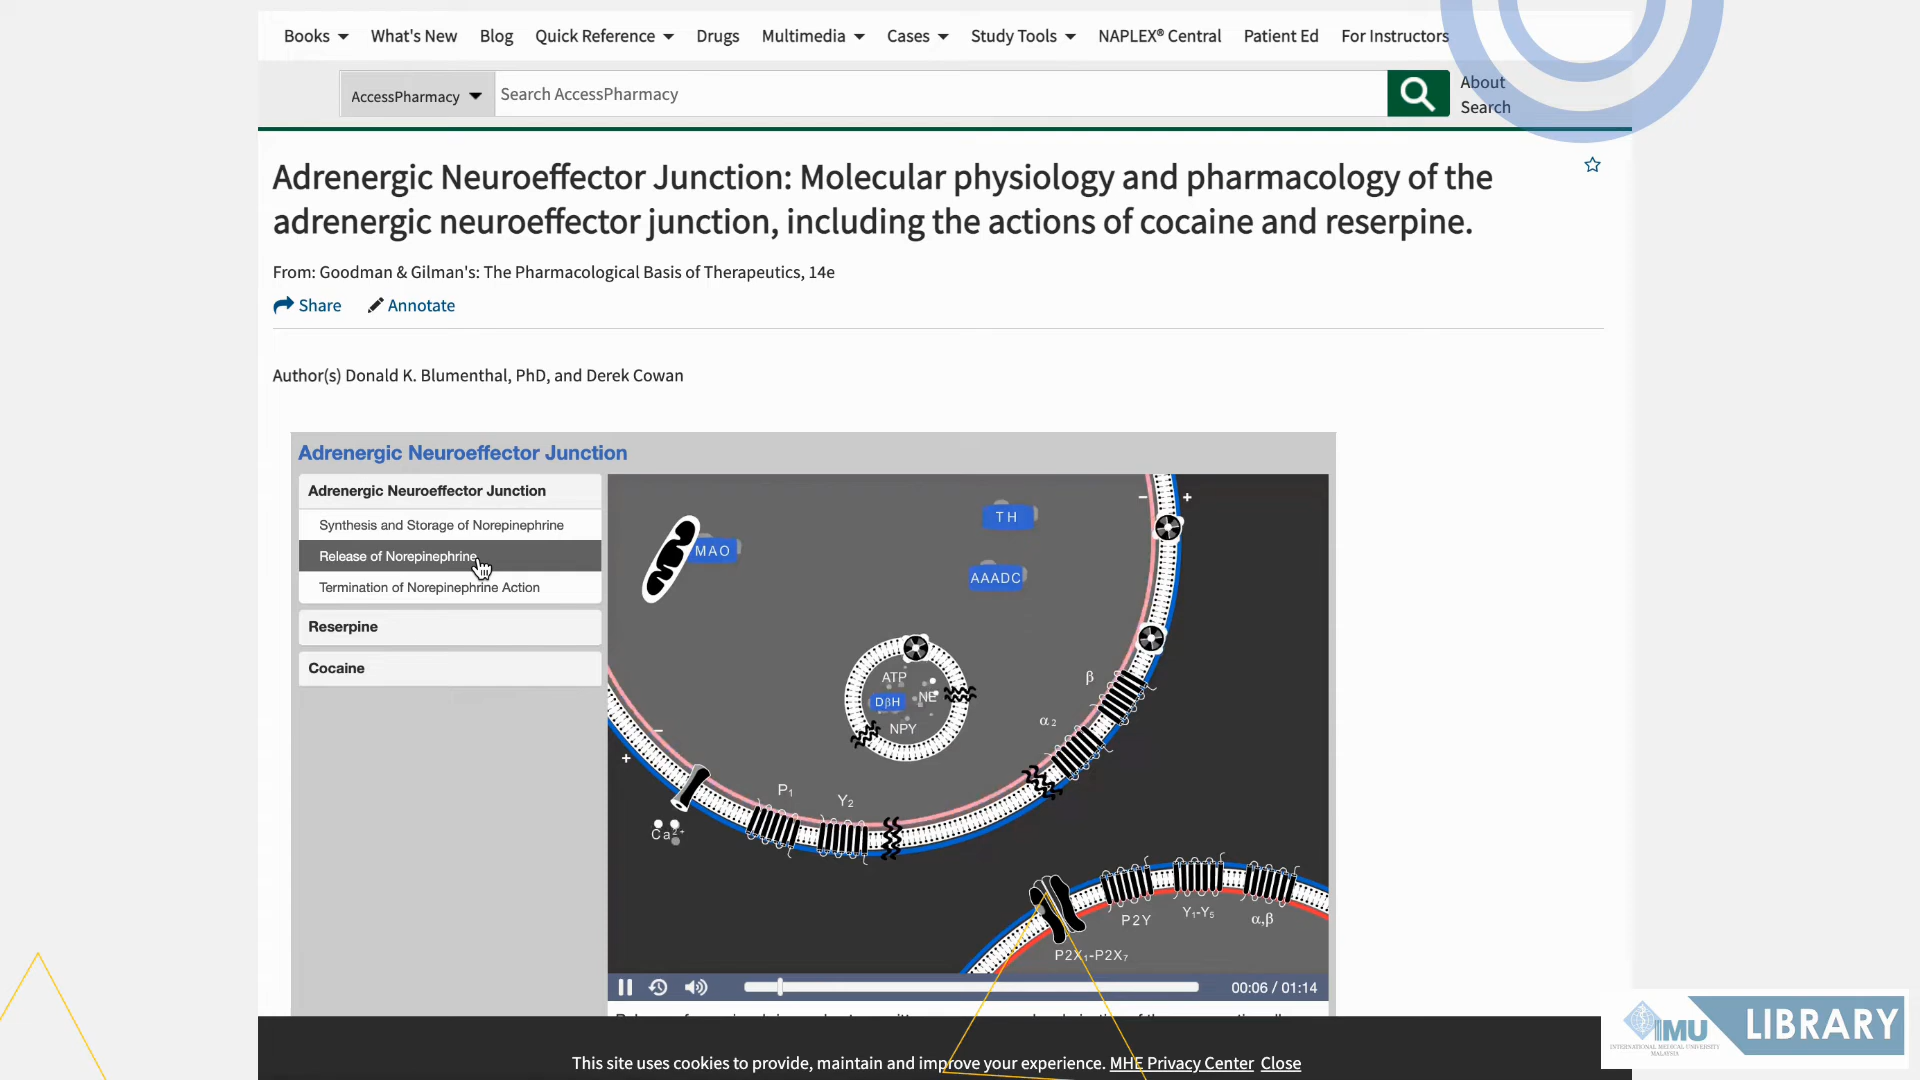 Books What's New Blog Quick Reference Drugs Multimedia Cases Study Tools NAPLEX® Central Patient Ed For Instructors
AccessPharmacy Search AccessPharmacy
About
Search
Adrenergic Neuroeffector Junction: Molecular physiology and pharmacology of the
adrenergic neuroeffector junction, including the actions of cocaine and reserpine.
From: Goodman & Gilman's: The Pharmacological Basis of Therapeutics, 14e
Share Annotate
Author(s) Donald K. Blumenthal, PhD, and Derek Cowan
Adrenergic Neuroeffector Junction
Adrenergic Neuroeffector Junction
Synthesis and Storage of Norepinephrine
Release of Norepinephrine
Termination of Norepinephrine Action
Reserpine
Cocaine
− +
TH
MAO
AAADC
ATP
DβH NE
NPY
β
α₂
−
+
P₁
Y₂
Ca²⁺
P2Y Y₁-Y₅ α,β
P2X₁-P2X₇
00:06 / 01:14
This site uses cookies to provide, maintain and improve your experience. MHE Privacy Center Close
IMU LIBRARY
INTERNATIONAL MEDICAL UNIVERSITY
MALAYSIA